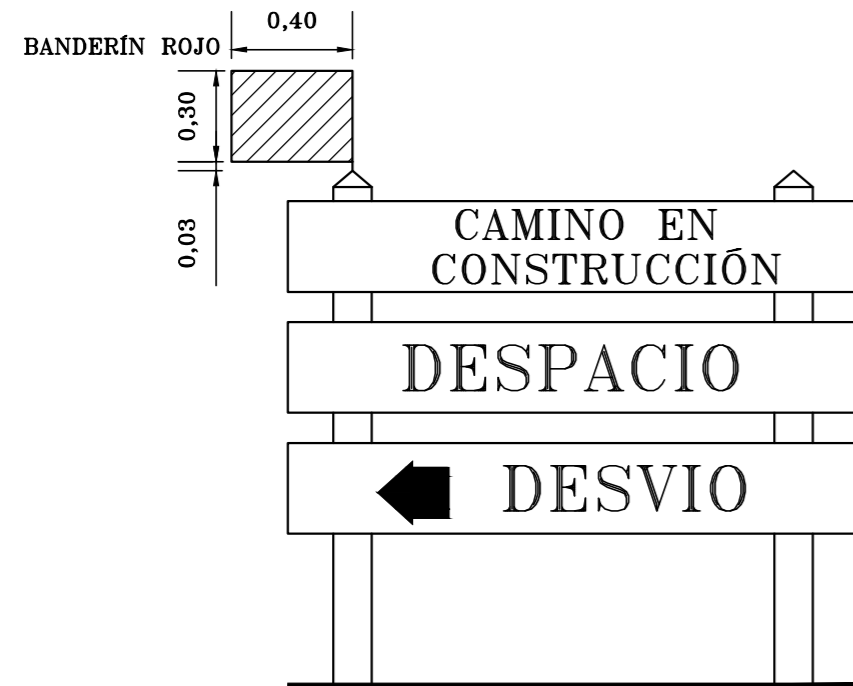 0,40
BANDERÍN ROJO
0,30
0,03
CAMINO EN
CONSTRUCCIÓN
DESPACIO
DESVIO